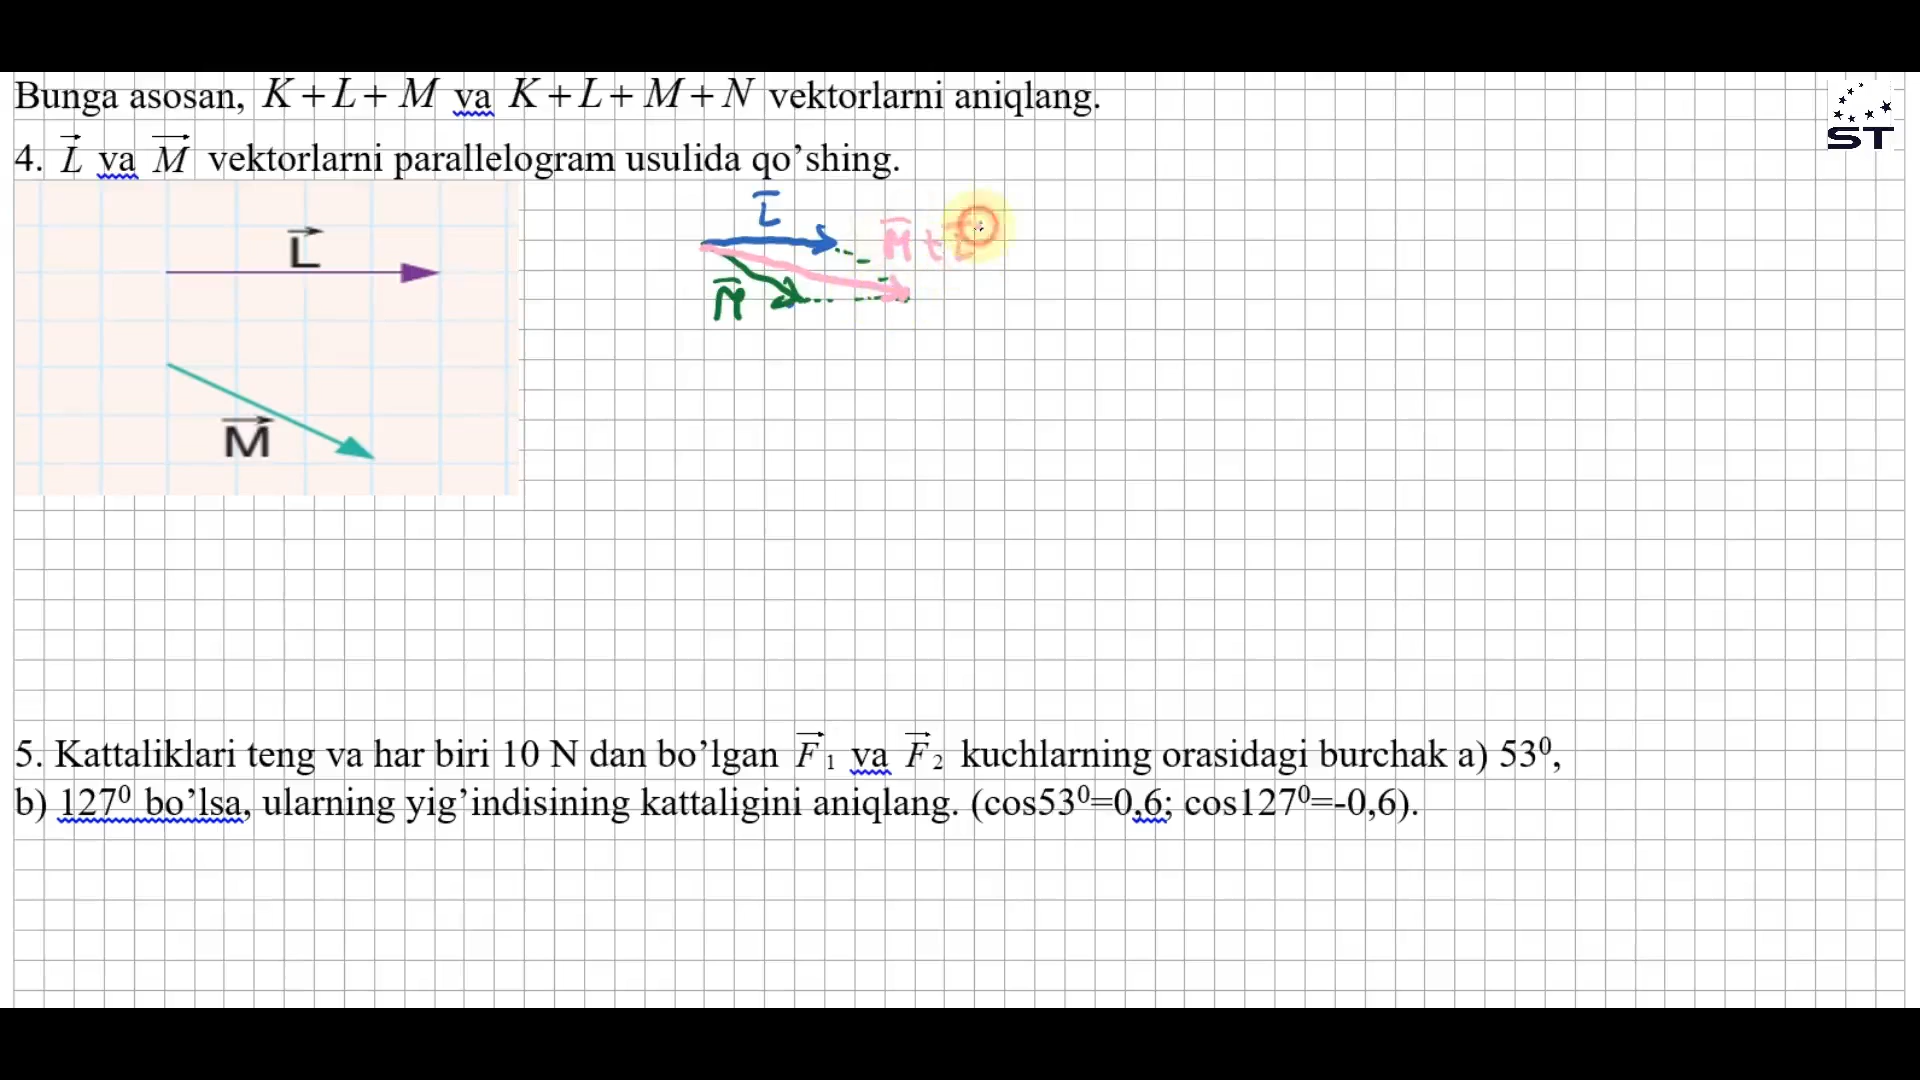 Bunga asosan, K+L+M va K+L+M+N vektorlarni aniqlang.
ST
4. L va M vektorlarni parallelogram usulida qo’shing.
L
M + L
L
M
M
5. Kattaliklari teng va har biri 10 N dan bo’lgan F₁ va F₂ kuchlarning orasidagi burchak a) 53⁰,
b) 127⁰ bo’lsa, ularning yig’indisining kattaligini aniqlang. (cos53⁰=0,6; cos127⁰=-0,6).